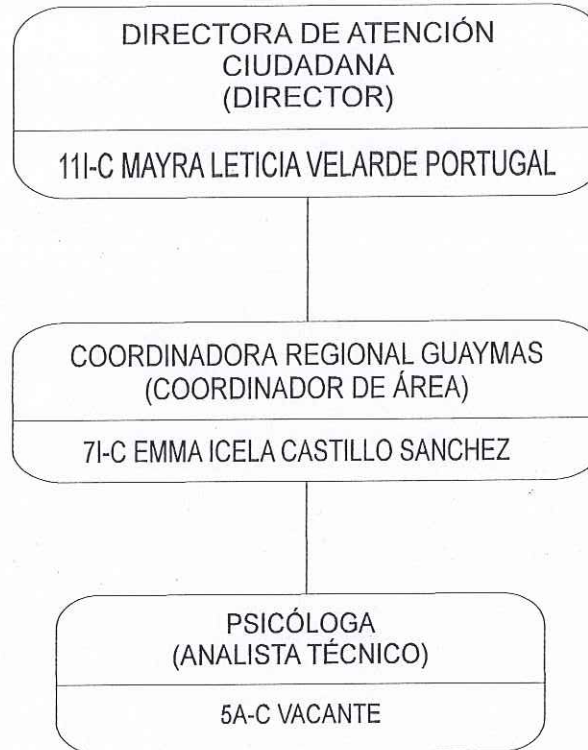 DIRECTORA DE ATENCIÓN
CIUDADANA
(DIRECTOR)
11I-C MAYRA LETICIA VELARDE PORTUGAL
COORDINADORA REGIONAL GUAYMAS
(COORDINADOR DE ÁREA)
7I-C EMMA ICELA CASTILLO SANCHEZ
PSICÓLOGA
(ANALISTA TÉCNICO)
5A-C VACANTE